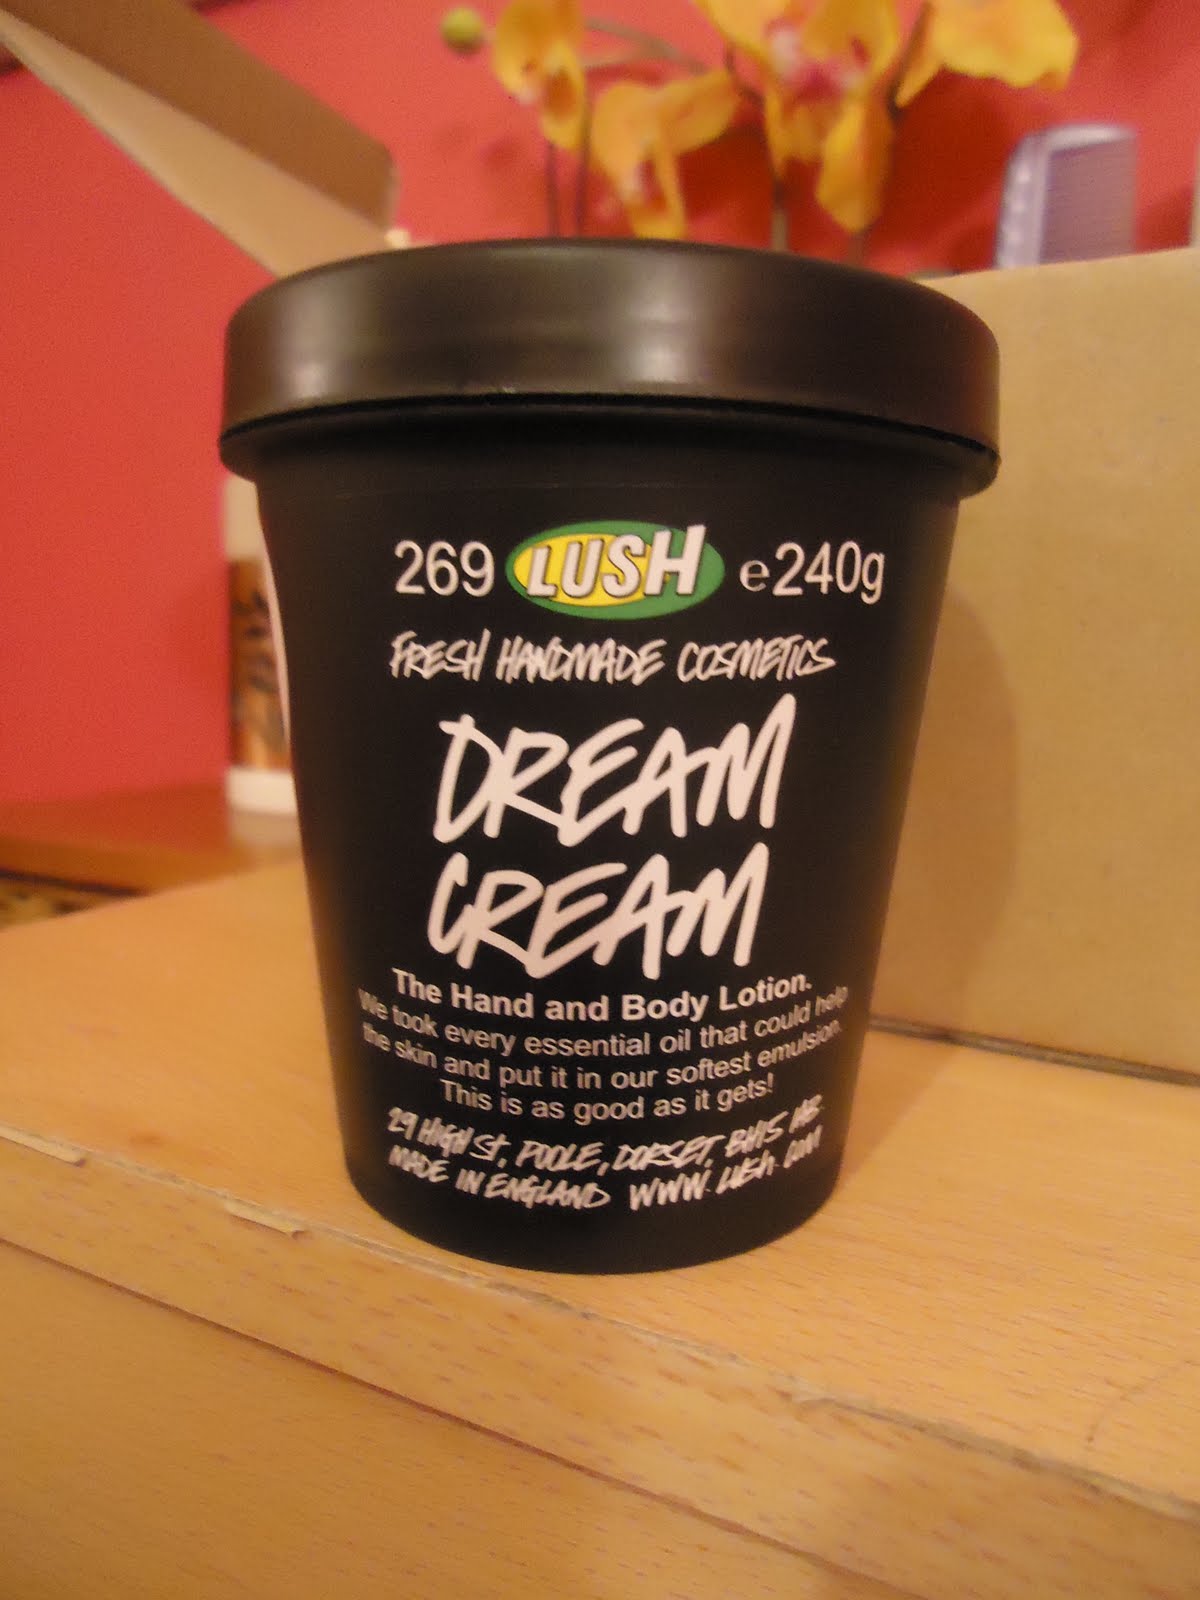 269 LUSH e240g
FRESH HANDMADE COSMETICS
DREAM
CREAM
The Hand and Body Lotion.
We took every essential oil that could help
the skin and put it in our softest emulsion.
This is as good as it gets!
29 HIGH ST, POOLE, DORSET, BH15 1AB.
MADE IN ENGLAND WWW.LUSH.COM